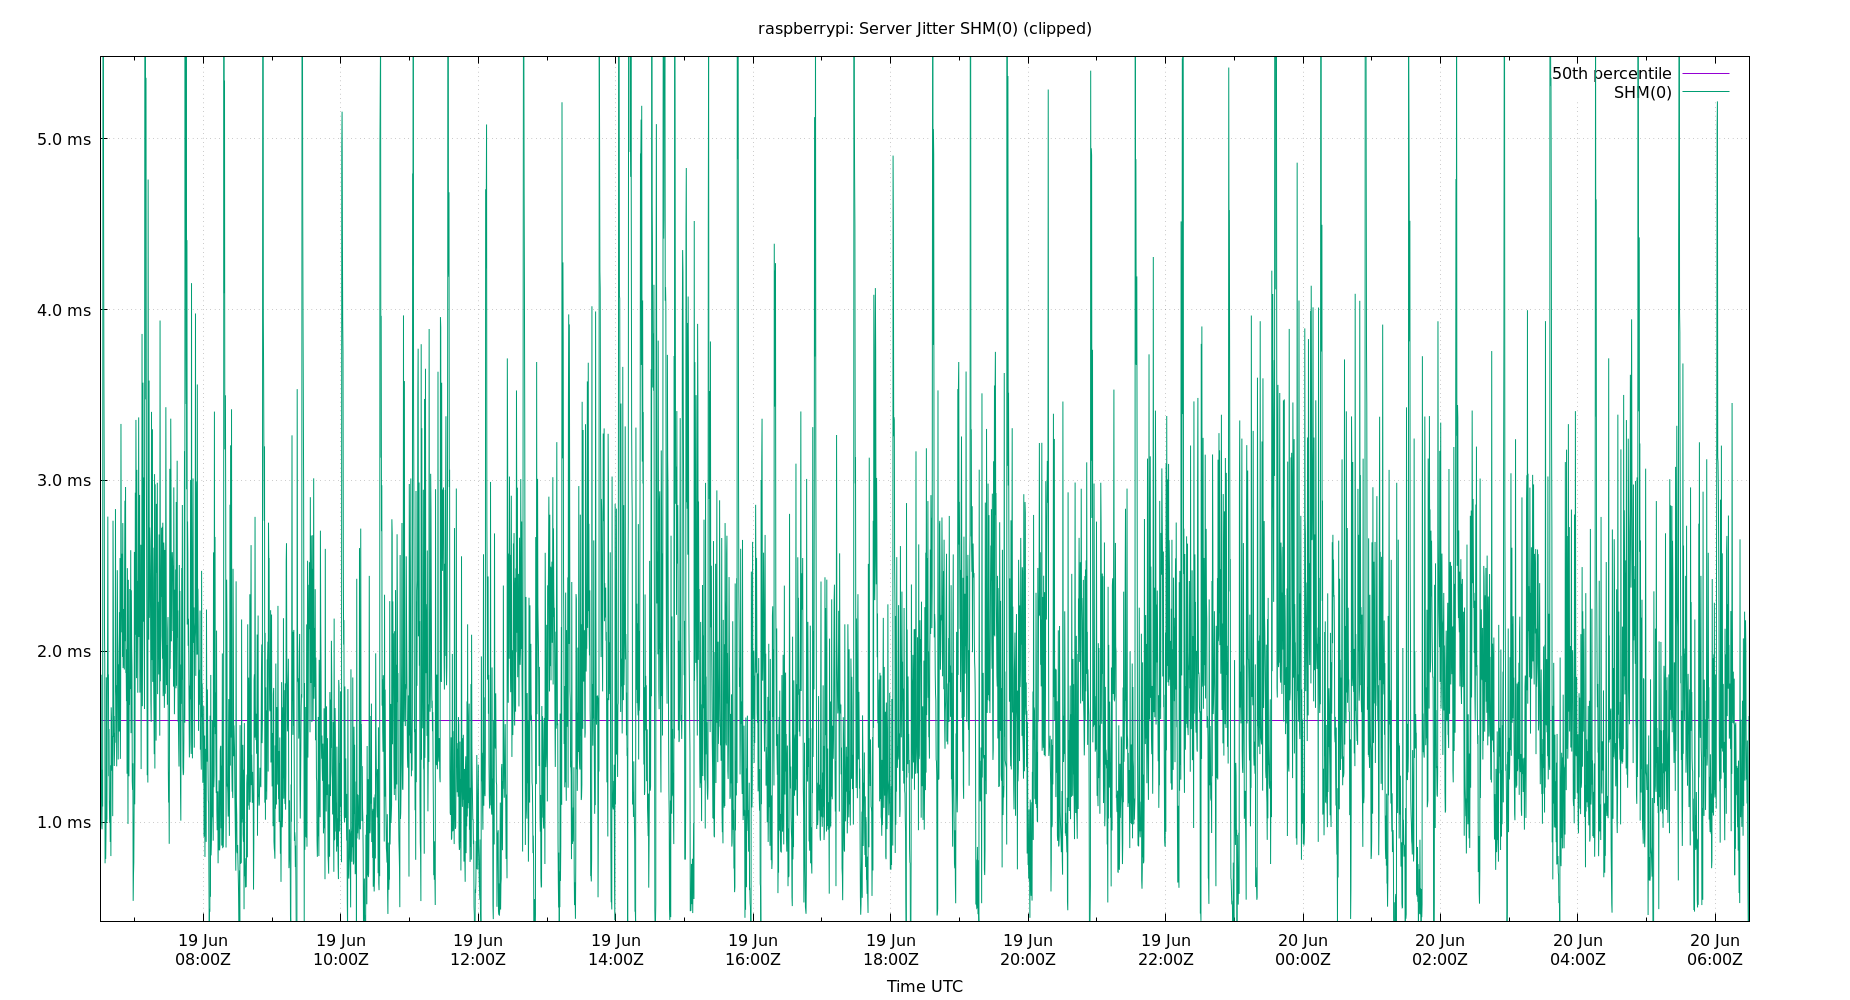 raspberrypi: Server Jitter SHM(0) (clipped)
50th percentile
SHM(0)
5.0 ms
4.0 ms
3.0 ms
2.0 ms
1.0 ms
19 Jun 19 Jun 19 Jun 19 Jun 19 Jun 19 Jun 19 Jun 19 Jun 20 Jun 20 Jun 20 Jun 20 Jun
08:00Z 10:00Z 12:00Z 14:00Z 16:00Z 18:00Z 20:00Z 22:00Z 00:00Z 02:00Z 04:00Z 06:00Z
Time UTC